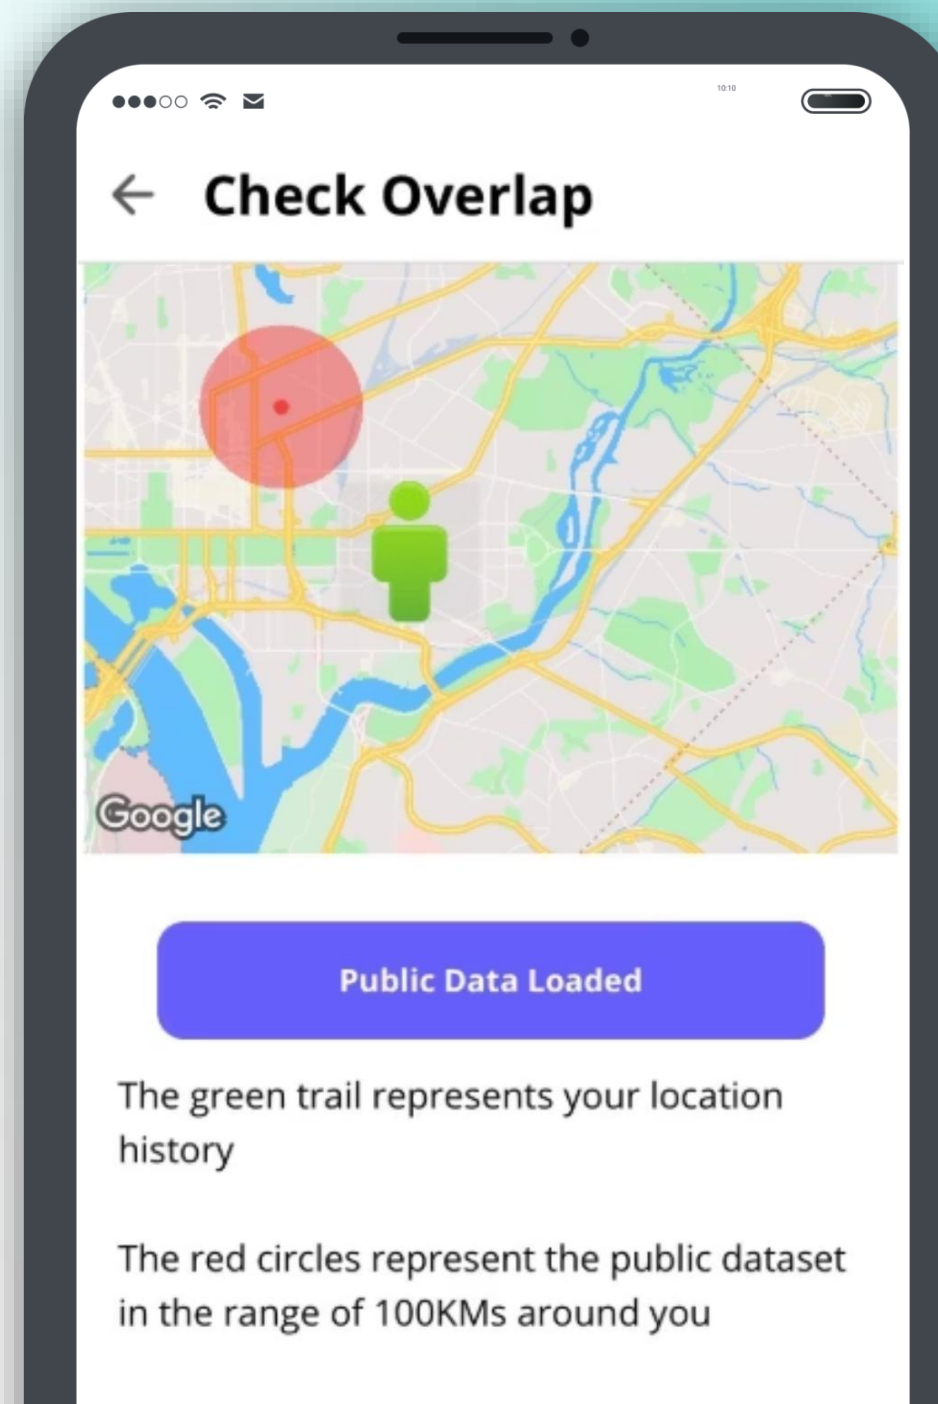 10:10
Check Overlap
Google
Public Data Loaded
The green trail represents your location
history
The red circles represent the public dataset
in the range of 100KMs around you